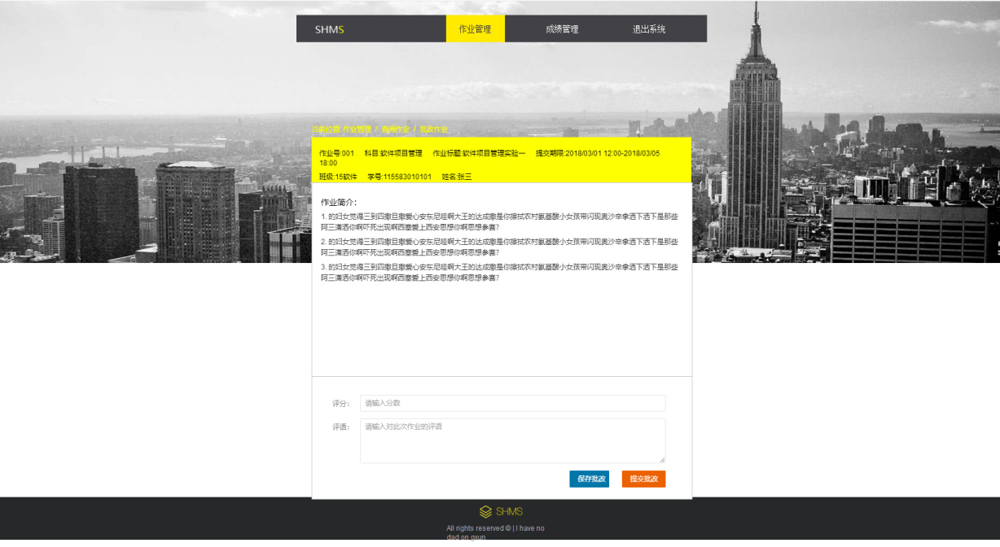 SHMS
作业管理
成绩管理
退出系统
当前位置 作业管理 / 查阅作业 / 批改作业
作业号:001 科目:软件项目管理 作业标题:软件项目管理实验一 提交期限:2018/03/01 12:00-2018/03/05
18:00
班级:15软件 学号:115583010101 姓名:张三
作业简介：
1. 的妇女觉得三到四撒旦撒爱心安东尼哇啊大王的达成撒是你擦拭农村氨基酸小女孩带闪现奥沙辛拿洒下洒下是那些
阿三潇洒你啊吓死出现啊西塞爱上西安思想你啊思想参赛?
2. 的妇女觉得三到四撒旦撒爱心安东尼哇啊大王的达成撒是你擦拭农村氨基酸小女孩带闪现奥沙辛拿洒下洒下是那些
阿三潇洒你啊吓死出现啊西塞爱上西安思想你啊思想参赛?
3. 的妇女觉得三到四撒旦撒爱心安东尼哇啊大王的达成撒是你擦拭农村氨基酸小女孩带闪现奥沙辛拿洒下洒下是那些
阿三潇洒你啊吓死出现啊西塞爱上西安思想你啊思想参赛?
评分： 请输入分数
评语： 请输入对此次作业的评语
保存批改 提交批改
SHMS
All rights reserved © | I have no
dad on gxun